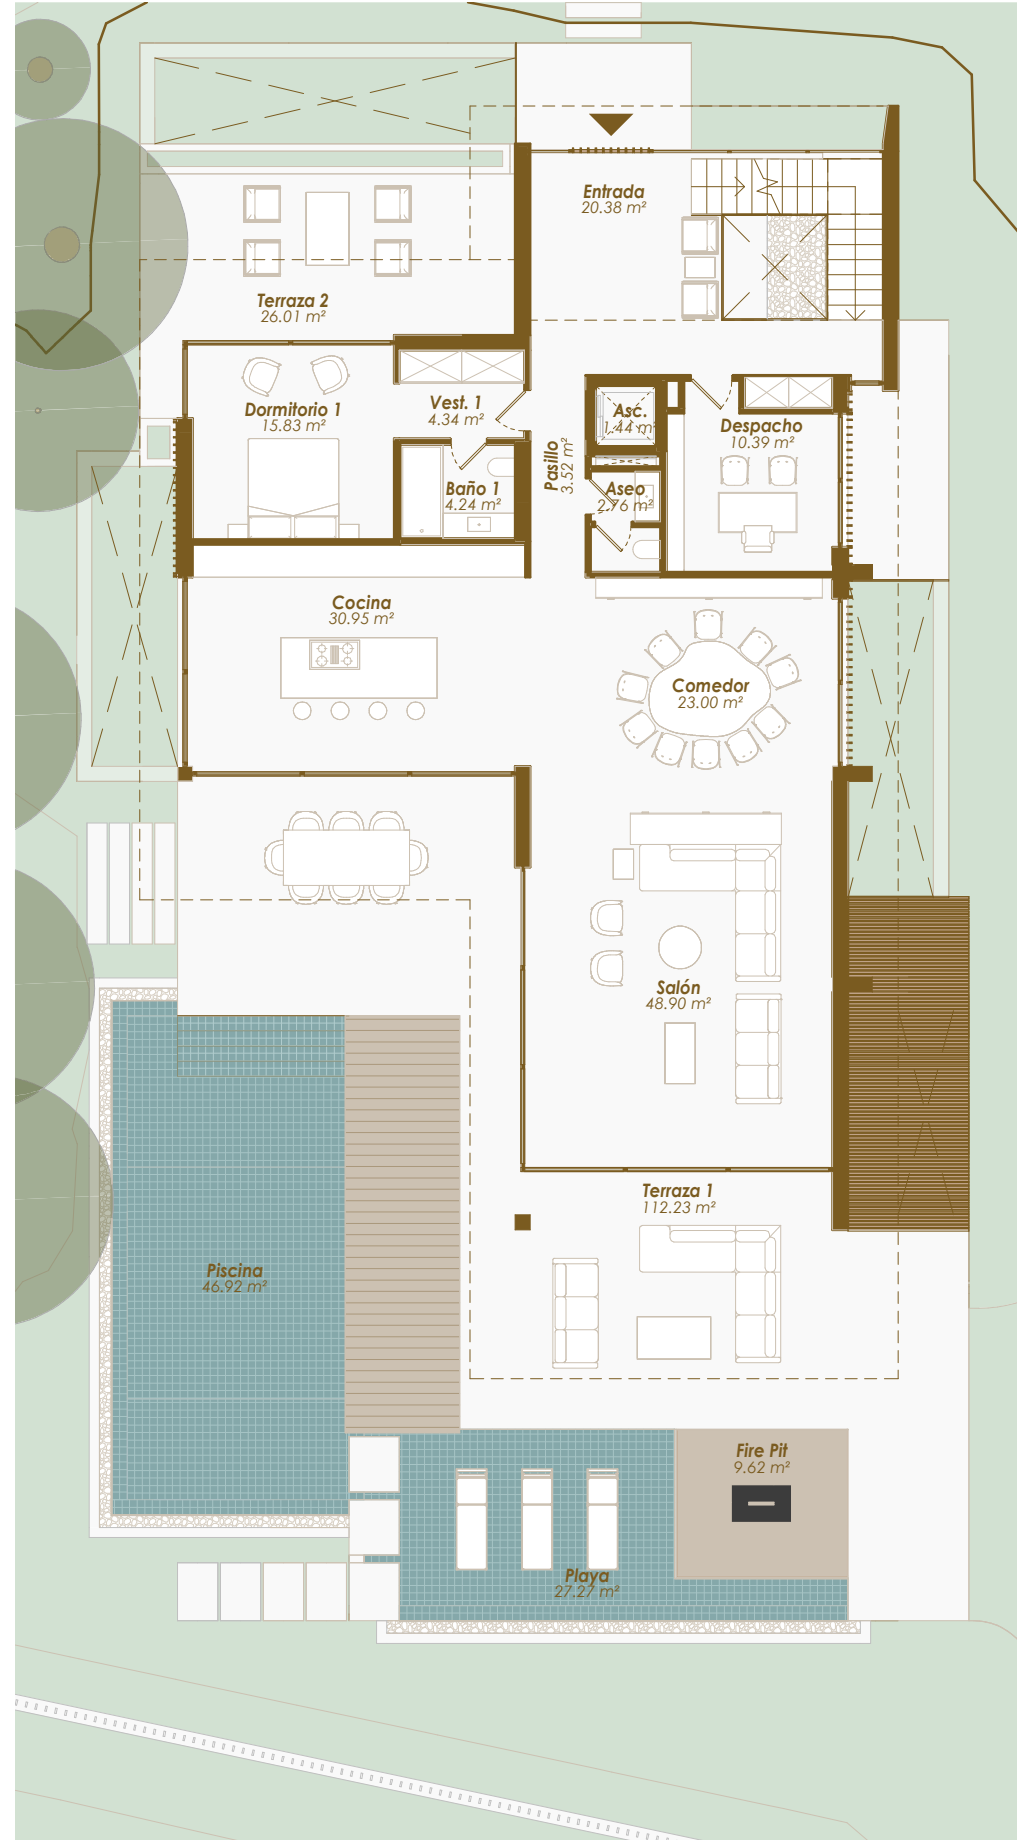 Entrada
20.38 m²
Terraza 2
26.01 m²
Dormitorio 1
15.83 m²
Vest. 1
4.34 m²
Asc.
1.44 m²
Despacho
10.39 m²
Pasillo
3.52 m²
Baño 1
4.24 m²
Aseo
2.76 m²
Cocina
30.95 m²
Comedor
23.00 m²
Salón
48.90 m²
Terraza 1
112.23 m²
Piscina
46.92 m²
Fire Pit
9.62 m²
Playa
27.27 m²